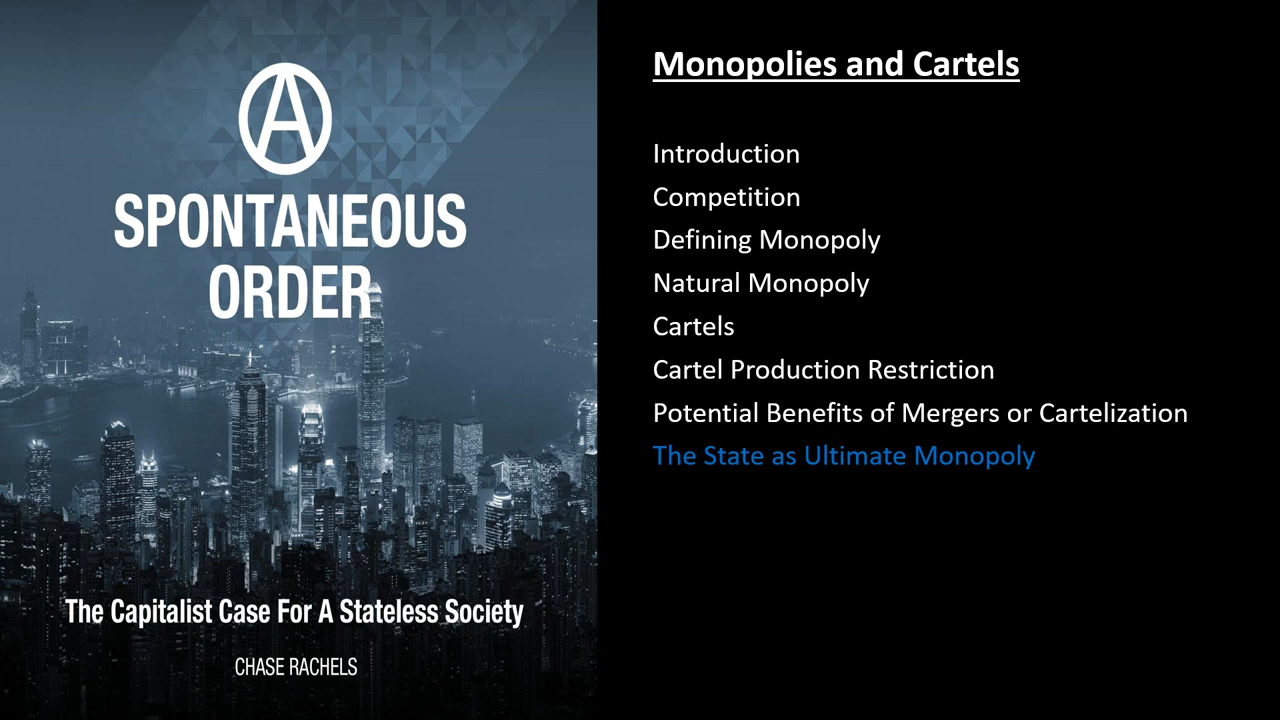 A
SPONTANEOUS
ORDER
The Capitalist Case For A Stateless Society
CHASE RACHELS
Monopolies and Cartels
Introduction
Competition
Defining Monopoly
Natural Monopoly
Cartels
Cartel Production Restriction
Potential Benefits of Mergers or Cartelization
The State as Ultimate Monopoly